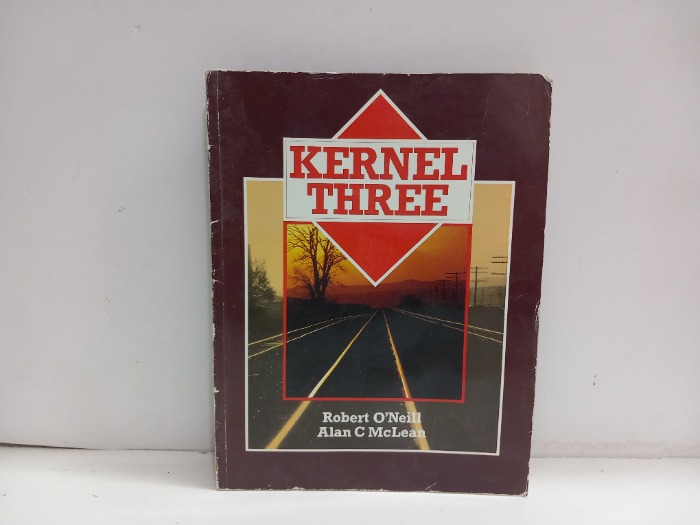 KERNEL
THREE
Robert O'Neill
Alan C McLean